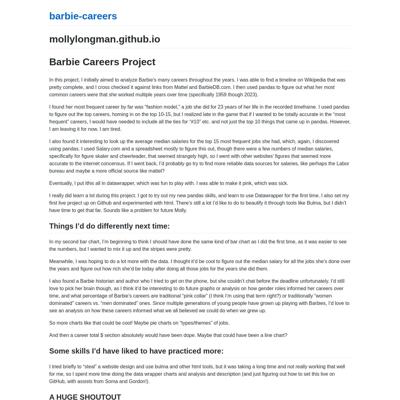 barbie-careers
mollylongman.github.io
Barbie Careers Project
In this project, I initially aimed to analyze Barbie's many careers throughout the years. I was able to find a timeline on Wikipedia that was
pretty complete, and I cross checked it against links from Mattel and BarbieDB.com. I then used pandas to figure out what her most
common careers were that she worked multiple years over time (specifically 1959 though 2023).
I found her most frequent career by far was "fashion model," a job she did for 23 years of her life in the recorded timeframe. I used pandas
to figure out the top careers, homing in on the top 10-15, but I realized late in the game that if I wanted to be totally accurate in the "most
frequent" careers, I would have needed to include all the ties for "#10" etc. and not just the top 10 things that came up in pandas. However,
I am leaving it for now. I am tired.
I also found it interesting to look up the average median salaries for the top 15 most frequent jobs she had, which, again, I discovered
using pandas. I used Salary.com and a spreadsheet mostly to figure this out, though there were a few numbers of median salaries,
specifically for figure skater and cheerleader, that seemed strangely high, so I went with other websites' figures that seemed more
accurate to the internet concensus. If I went back, I'd probably go try to find more reliable data sources for salaries, like perhaps the Labor
bureau and maybe a more official source like mattel?
Eventually, I put this all in datawrapper, which was fun to play with. I was able to make it pink, which was sick.
I really did learn a lot during this project. I got to try out my new pandas skills, and learn to use Datawrapper for the first time. I also set my
first live project up on Github and experimented with html. There's still a lot I'd like to do to beautify it through tools like Bulma, but I didn't
have time to get that far. Sounds like a problem for future Molly.
Things I'd do differently next time:
In my second bar chart, I'm beginning to think I should have done the same kind of bar chart as I did the first time, as it was easier to see
the numbers, but I wanted to mix it up and the stripes were pretty.
Meanwhile, I was hoping to do a lot more with the data. I thought it'd be cool to figure out the median salary for all the jobs she's done over
the years and figure out how rich she'd be today after doing all those jobs for the years she did them.
I also found a Barbie historian and author who I tried to get on the phone, but she couldn't chat before the deadline unfortunately. I'd still
love to pick her brain though, as I think it'd be interesting to do future graphs or analysis on how gender roles informed her careers over
time, and what percentage of Barbie's careers are traditional "pink collar" (I think I'm using that term right?) or traditionally "women
dominated" careers vs. "men dominated" ones. Since multiple generations of young people have grown up playing with Barbies, I'd love to
see an analysis on how these careers informed what we all believed we could do when we grew up.
So more charts like that could be cool! Maybe pie charts on "types/themes" of jobs.
And then a career total $ section absolutely would have been dope. Maybe that could have been a line chart?
Some skills I'd have liked to have practiced more:
I tried briefly to "steal" a website design and use bulma and other html tools, but it was taking a long time and not really working that well
for me, so I spent more time doing the data wrapper charts and analysis and description (and just figuring out how to set this live on
GitHub, with assists from Soma and Gordon!).
A HUGE SHOUTOUT